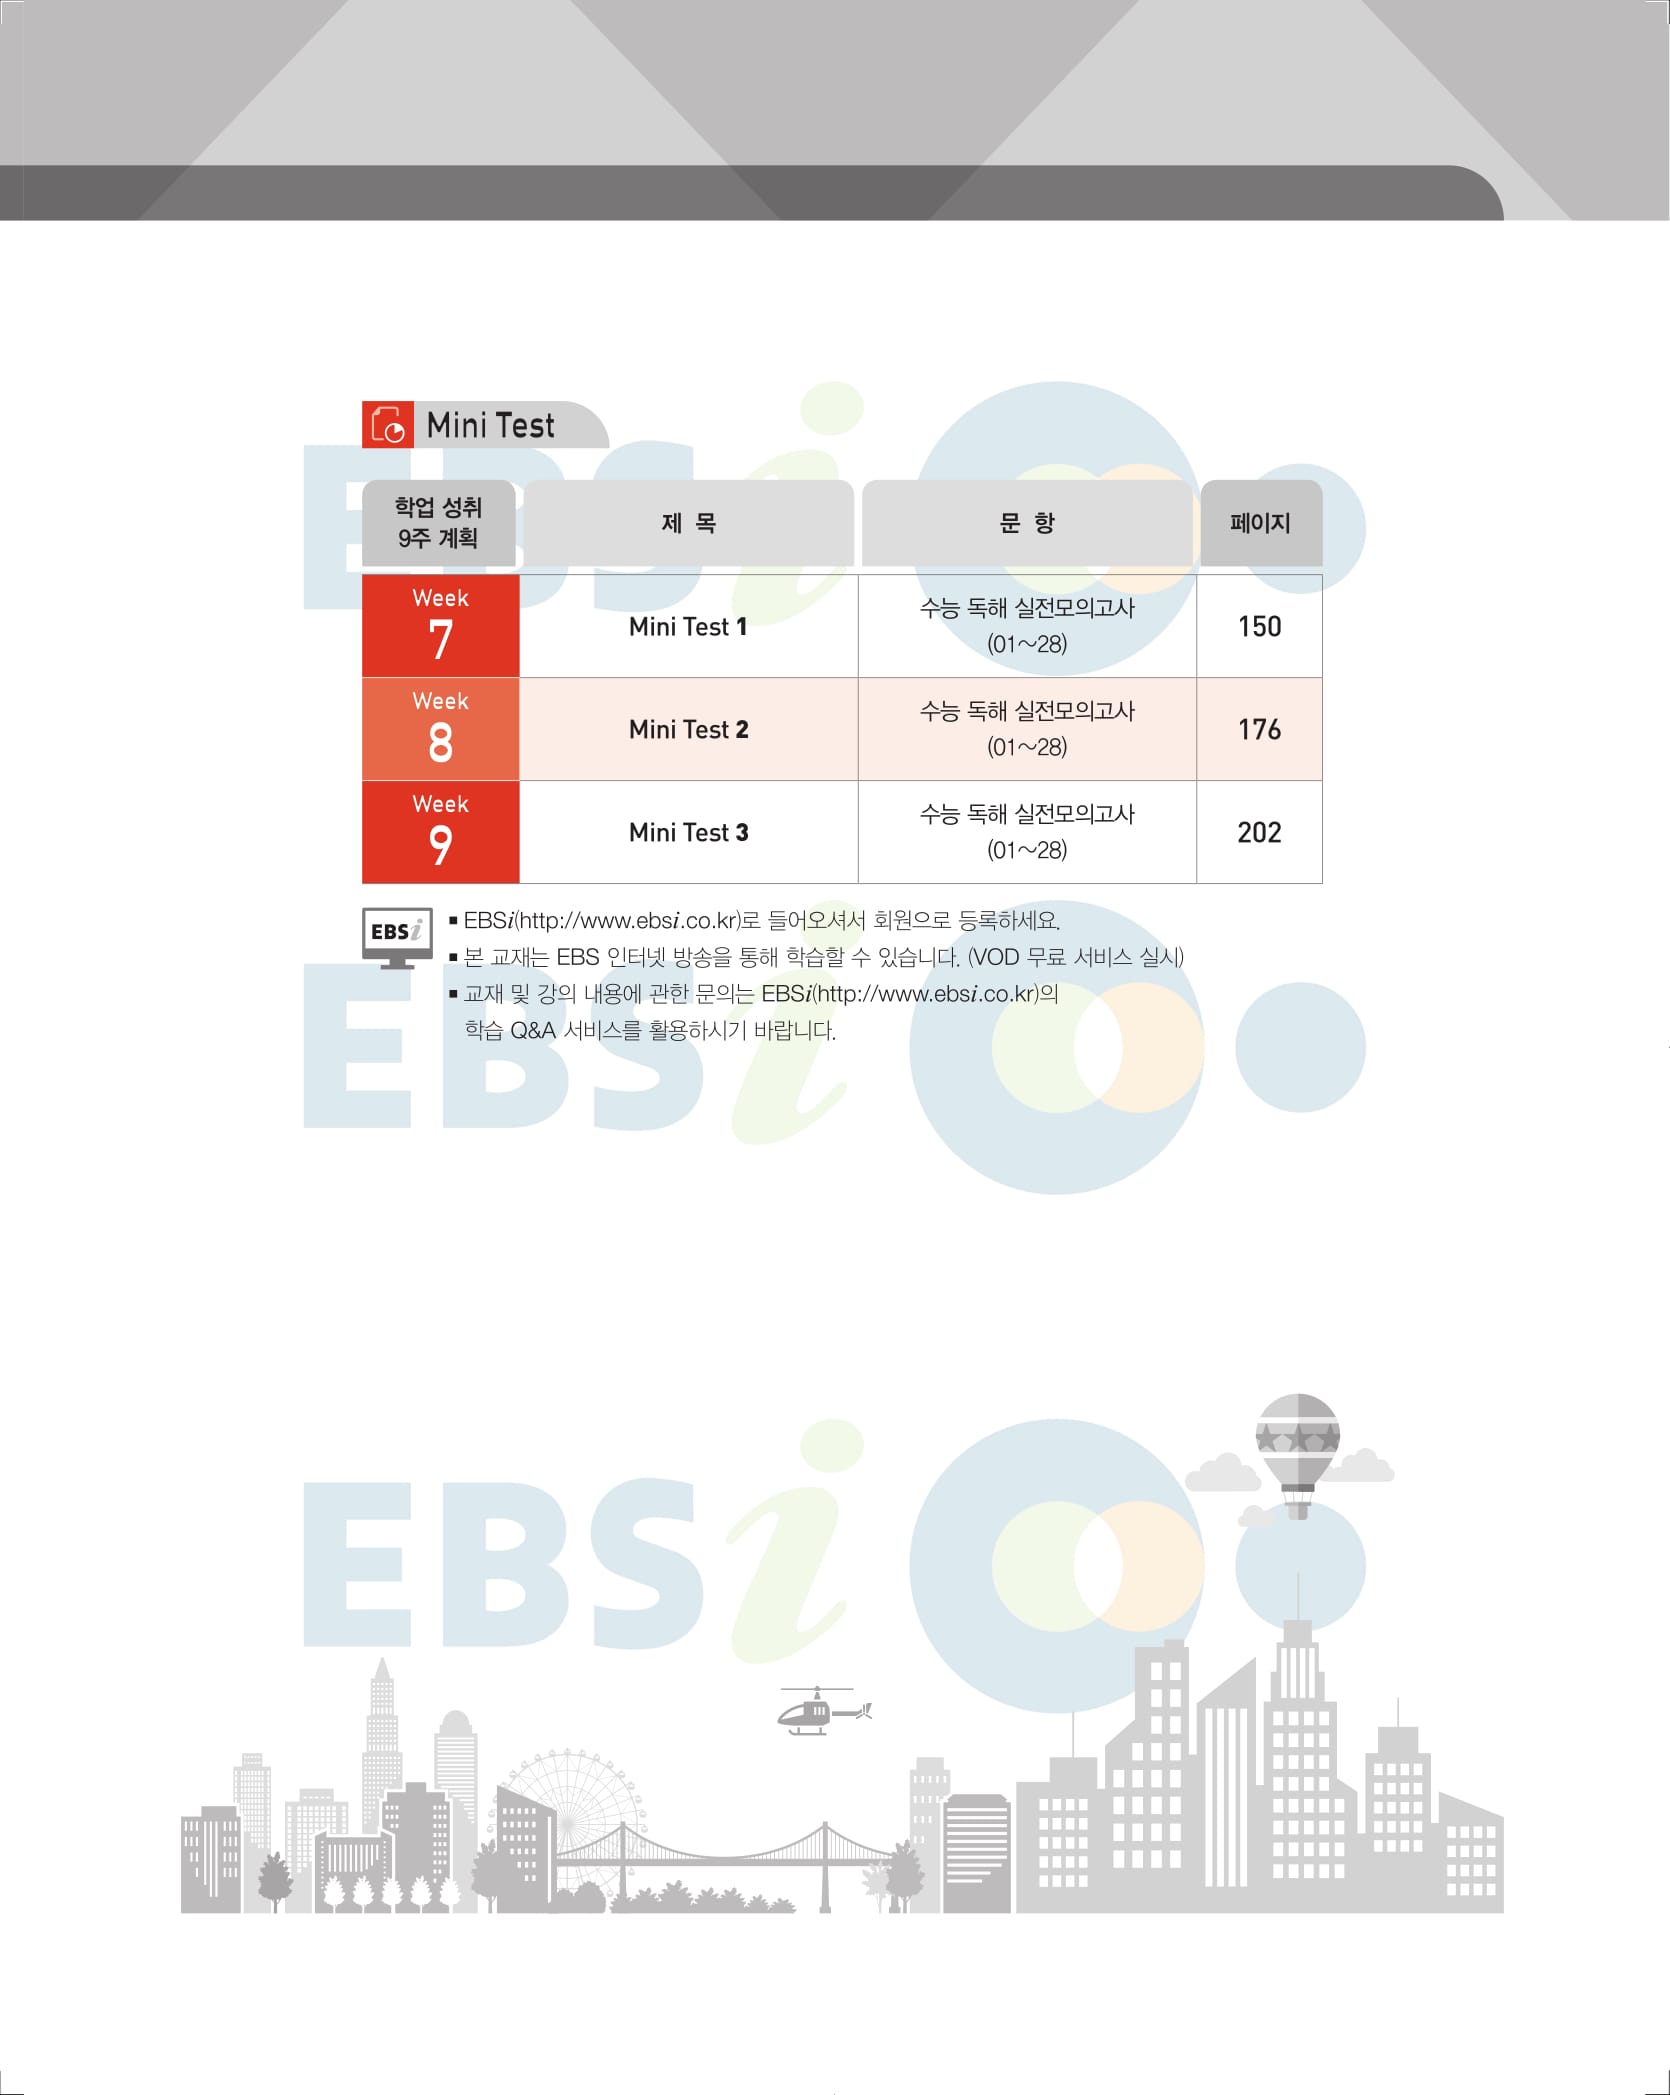 Mini Test
학업 성취
9주 계획
제 목
문 항
페이지
Week
7
Mini Test 1
수능 독해 실전모의고사
(01~28)
150
Week
8
Mini Test 2
수능 독해 실전모의고사
(01~28)
176
Week
9
Mini Test 3
수능 독해 실전모의고사
(01~28)
202
EBSi
■ EBSi(http://www.ebsi.co.kr)로 들어오셔서 회원으로 등록하세요.
■ 본 교재는 EBS 인터넷 방송을 통해 학습할 수 있습니다. (VOD 무료 서비스 실시)
■ 교재 및 강의 내용에 관한 문의는 EBSi(http://www.ebsi.co.kr)의
학습 Q&A 서비스를 활용하시기 바랍니다.
EBSi
EBSi
EBSi